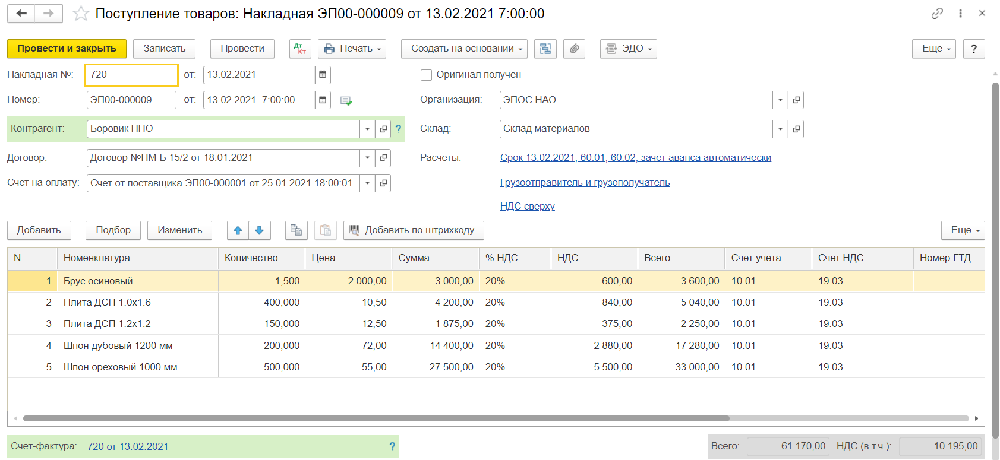 Поступление товаров: Накладная ЭП00-000009 от 13.02.2021 7:00:00
Провести и закрыть Записать Провести Дт Кт Печать Создать на основании ЭДО Еще ?
Накладная №: 720 от: 13.02.2021 Оригинал получен
Номер: ЭП00-000009 от: 13.02.2021 7:00:00 Организация: ЭПОС НАО
Контрагент: Боровик НПО ? Склад: Склад материалов
Договор: Договор №ПМ-Б 15/2 от 18.01.2021 Расчеты: Срок 13.02.2021, 60.01, 60.02, зачет аванса автоматически
Счет на оплату: Счет от поставщика ЭП00-000001 от 25.01.2021 18:00:01 Грузоотправитель и грузополучатель
НДС сверху
Добавить Подбор Изменить Добавить по штрихкоду Еще
N Номенклатура Количество Цена Сумма % НДС НДС Всего Счет учета Счет НДС Номер ГТД
1 Брус осиновый 1,500 2 000,00 3 000,00 20% 600,00 3 600,00 10.01 19.03
2 Плита ДСП 1.0х1.6 400,000 10,50 4 200,00 20% 840,00 5 040,00 10.01 19.03
3 Плита ДСП 1.2х1.2 150,000 12,50 1 875,00 20% 375,00 2 250,00 10.01 19.03
4 Шпон дубовый 1200 мм 200,000 72,00 14 400,00 20% 2 880,00 17 280,00 10.01 19.03
5 Шпон ореховый 1000 мм 500,000 55,00 27 500,00 20% 5 500,00 33 000,00 10.01 19.03
Счет-фактура: 720 от 13.02.2021 ? Всего: 61 170,00 НДС (в т.ч.): 10 195,00